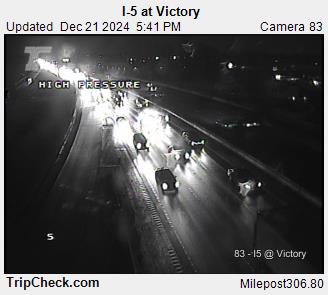 I-5 at Victory
Updated Dec 21 2024 5:41 PM Camera 83
HIGH PRESSURE
S
83 - I5 @ Victory
TripCheck.com Milepost306.80